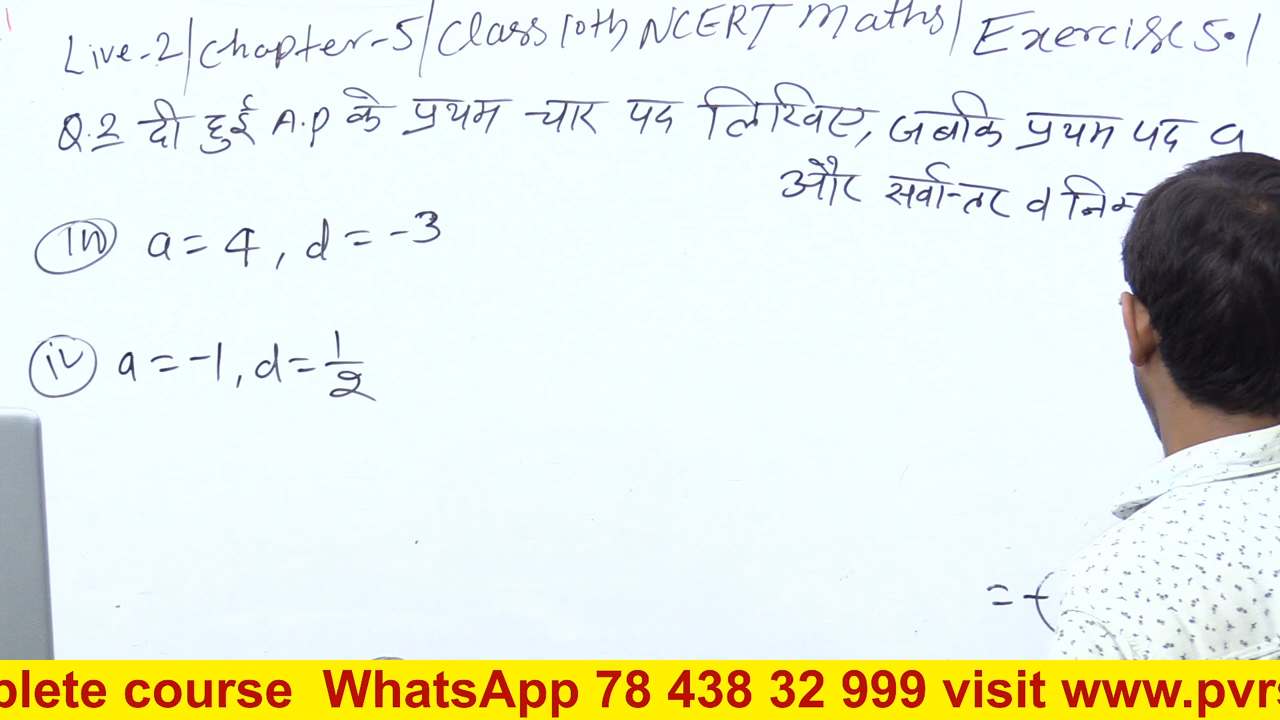 Live-2/Chapter-5/Class 10th NCERT Maths/Exercise 5.1
Q.2 दी हुई A.P के प्रथम चार पद लिखिए, जबकि प्रथम पद a
और सर्वान्तर d
(iii) a = 4, d = -3
(iv) a = -1, d = 1/2
= -(
plete course WhatsApp 78 438 32 999 visit www.pvrs